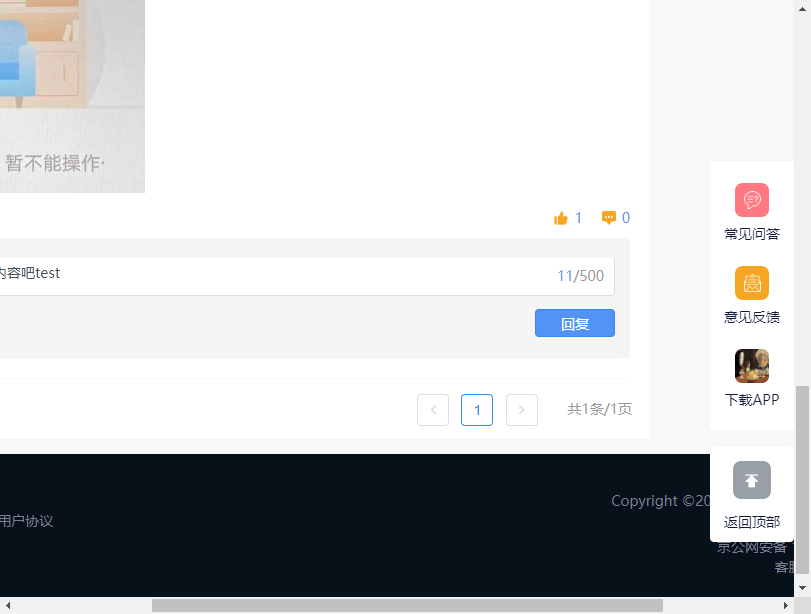 暂不能操作·
1 0
常见问答
内容吧test
11/500
意见反馈
回复
下载APP
1
共1条/1页
Copyright ©20
用户协议
返回顶部
京公网安备
客服